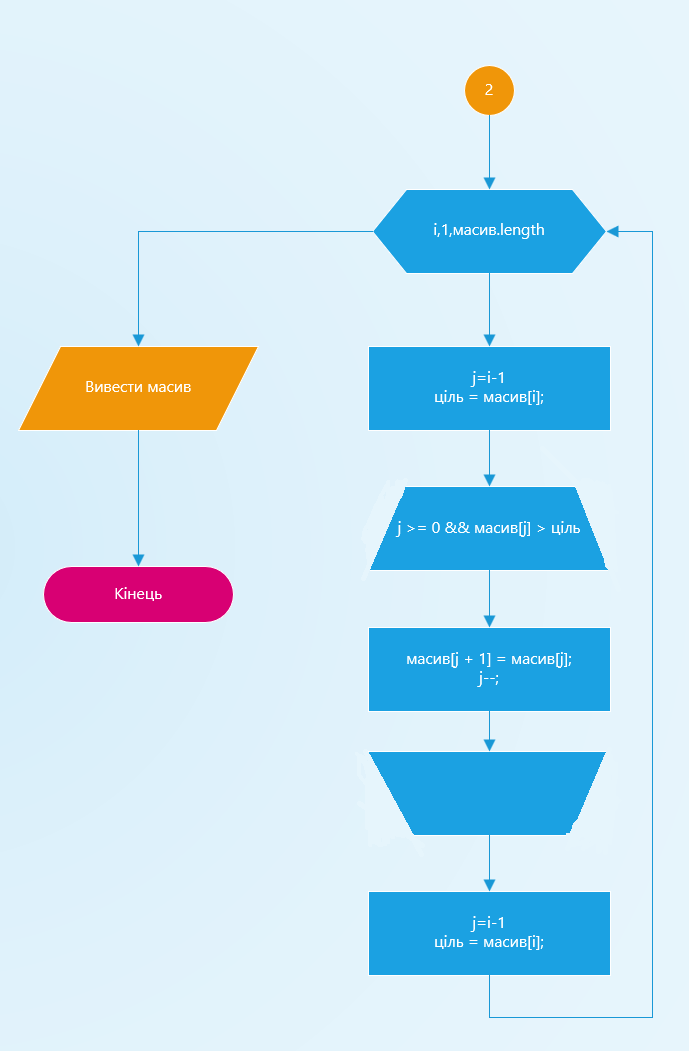 2
i,1,масив.length
Вивести масив
j=i-1
ціль = масив[i];
j >= 0 && масив[j] > ціль
Кінець
масив[j + 1] = масив[j];
j--;
j=i-1
ціль = масив[i];